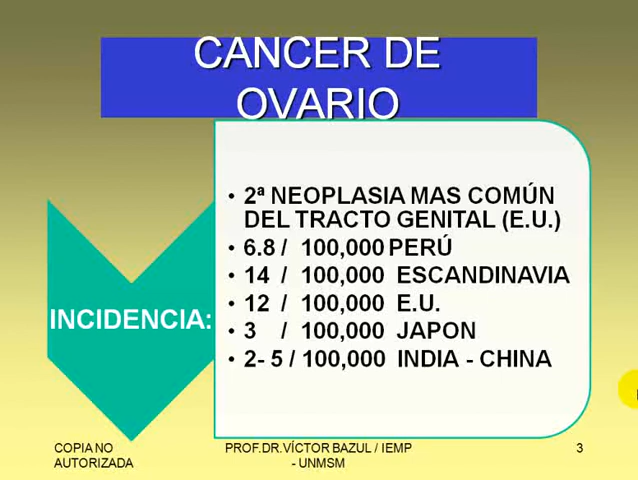 CANCER DE
OVARIO
INCIDENCIA:
• 2ª NEOPLASIA MAS COMÚN
DEL TRACTO GENITAL (E.U.)
• 6.8 / 100,000 PERÚ
• 14 / 100,000 ESCANDINAVIA
• 12 / 100,000 E.U.
• 3 / 100,000 JAPON
• 2- 5 / 100,000 INDIA - CHINA
COPIA NO
AUTORIZADA
PROF.DR.VÍCTOR BAZUL / IEMP
- UNMSM
3